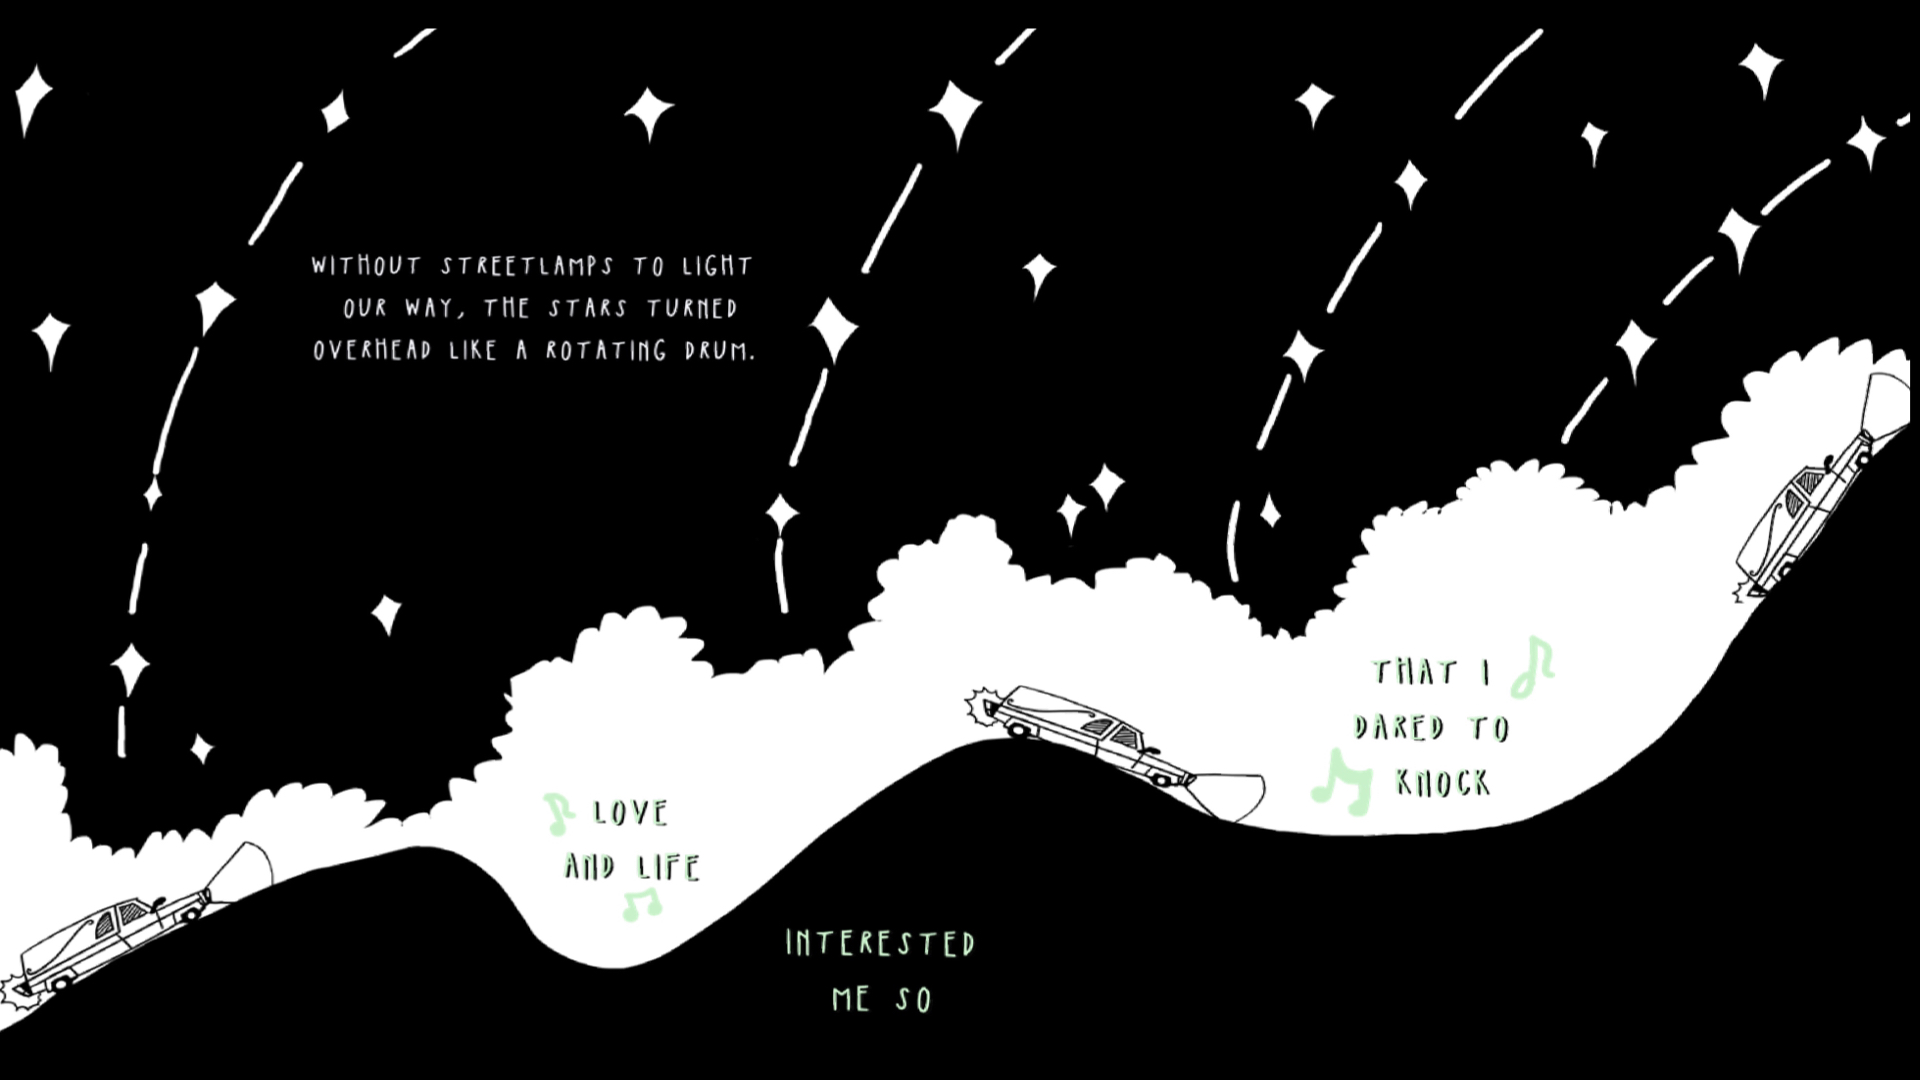 WITHOUT STREETLAMPS TO LIGHT
OUR WAY, THE STARS TURNED
OVERHEAD LIKE A ROTATING DRUM.
LOVE
AND LIFE
INTERESTED
ME SO
THAT I
DARED TO
KNOCK